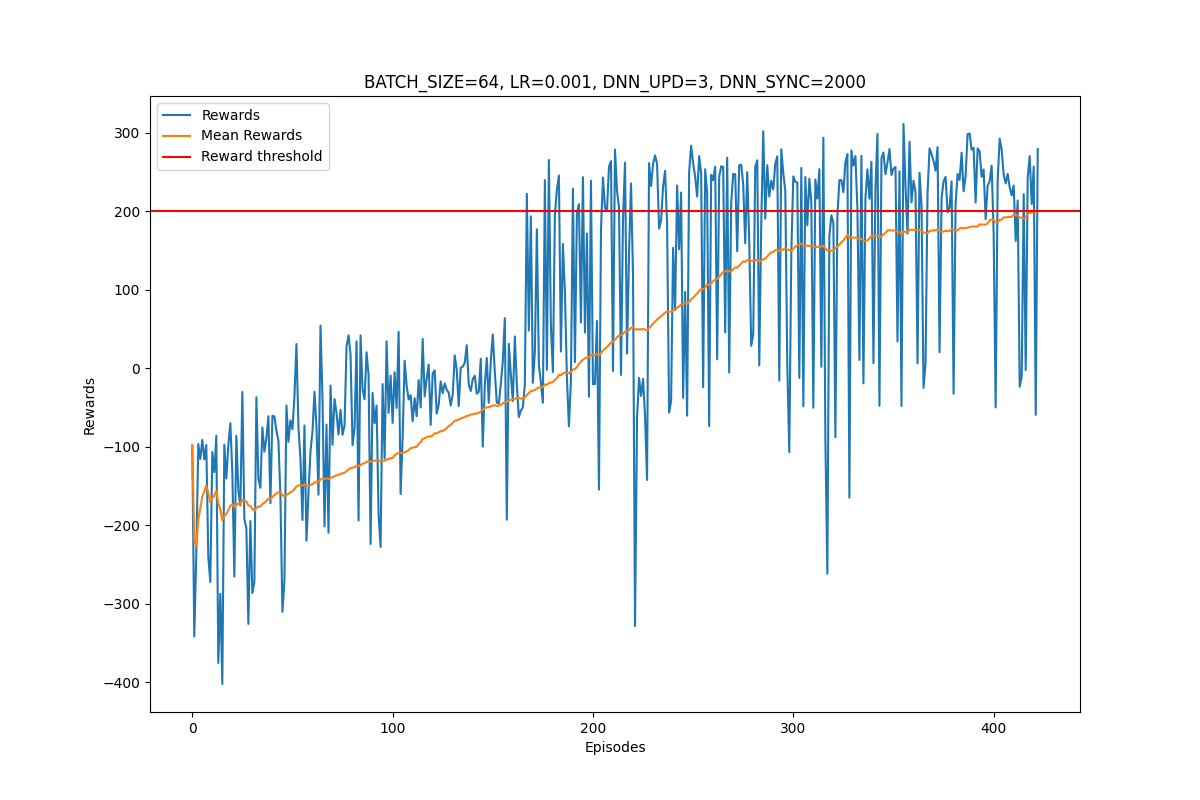 BATCH_SIZE=64, LR=0.001, DNN_UPD=3, DNN_SYNC=2000
Rewards
Mean Rewards
Reward threshold
300
200
100
0
−100
−200
−300
−400
Rewards
0
100
200
300
400
Episodes